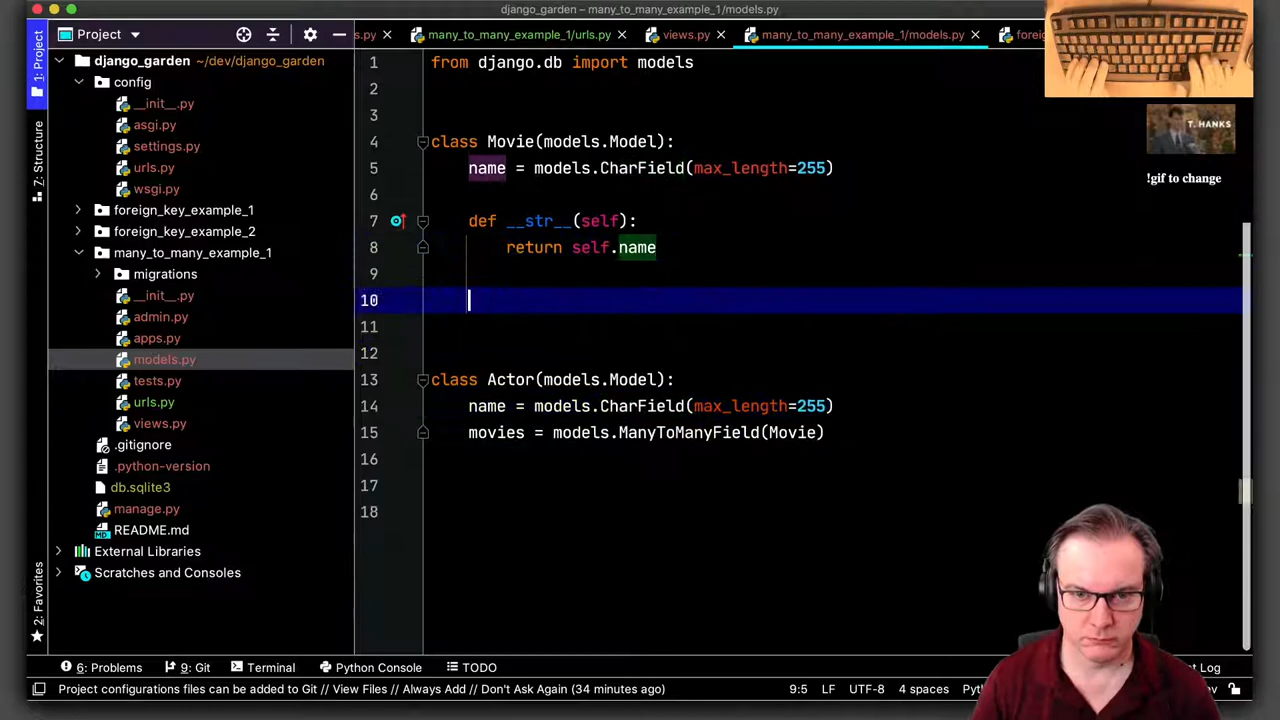 django_garden – many_to_many_example_1/models.py
Project
s.py
many_to_many_example_1/urls.py
views.py
many_to_many_example_1/models.py
foreig
1: Project
7: Structure
2: Favorites
django_garden ~/dev/django_garden
config
__init__.py
asgi.py
settings.py
urls.py
wsgi.py
foreign_key_example_1
foreign_key_example_2
many_to_many_example_1
migrations
__init__.py
admin.py
apps.py
models.py
tests.py
urls.py
views.py
.gitignore
.python-version
db.sqlite3
manage.py
README.md
External Libraries
Scratches and Consoles
1 from django.db import models
2
3
4 class Movie(models.Model):
5 name = models.CharField(max_length=255)
6
7 def __str__(self):
8 return self.name
9
10
11
12
13 class Actor(models.Model):
14 name = models.CharField(max_length=255)
15 movies = models.ManyToManyField(Movie)
16
17
18
T. HANKS
!gif to change
6: Problems
9: Git
Terminal
Python Console
TODO
t Log
Project configurations files can be added to Git // View Files // Always Add // Don't Ask Again (34 minutes ago)
9:5
LF
UTF-8
4 spaces